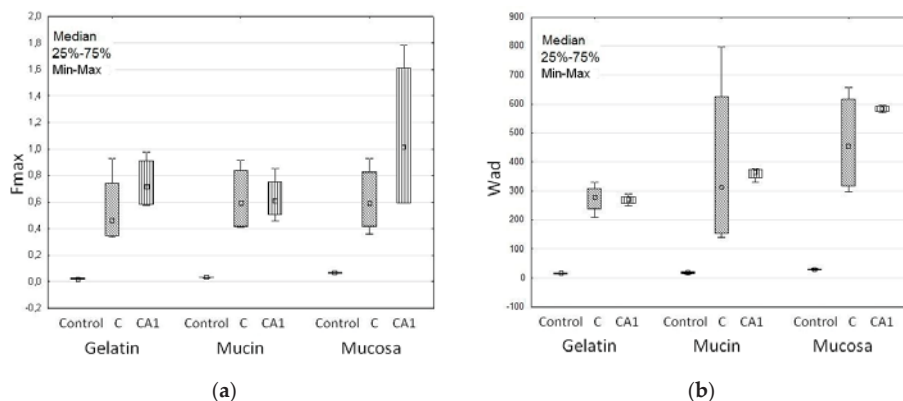 (a)
Median
25%-75%
Min-Max
Fmax
2,0
1,8
1,6
1,4
1,2
1,0
0,8
0,6
0,4
0,2
0,0
-0,2
Control C CA1 Control C CA1 Control C CA1
Gelatin Mucin Mucosa
(b)
Median
25%-75%
Min-Max
Wad
900
800
700
600
500
400
300
200
100
0
-100
Control C CA1 Control C CA1 Control C CA1
Gelatin Mucin Mucosa